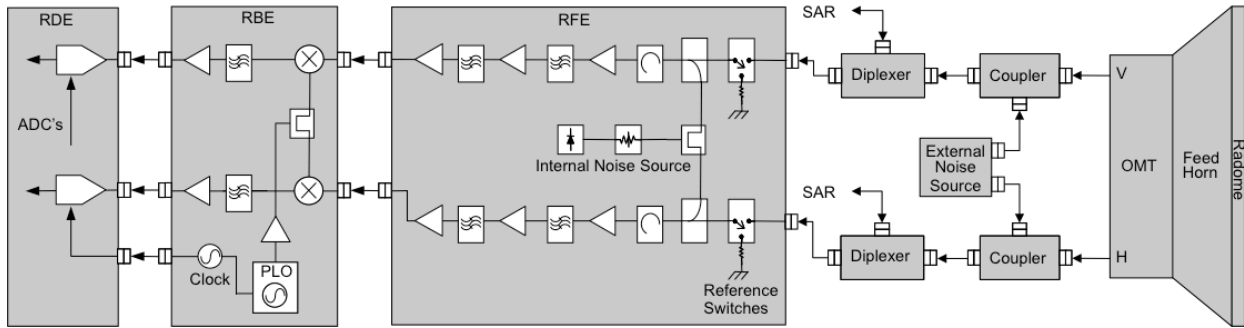 RDE
RBE
RFE
SAR
Diplexer
Coupler
V
ADC's
Internal Noise Source
External
Noise
Source
OMT
Feed
Horn
Radome
SAR
Diplexer
Coupler
H
Clock
PLO
Reference
Switches